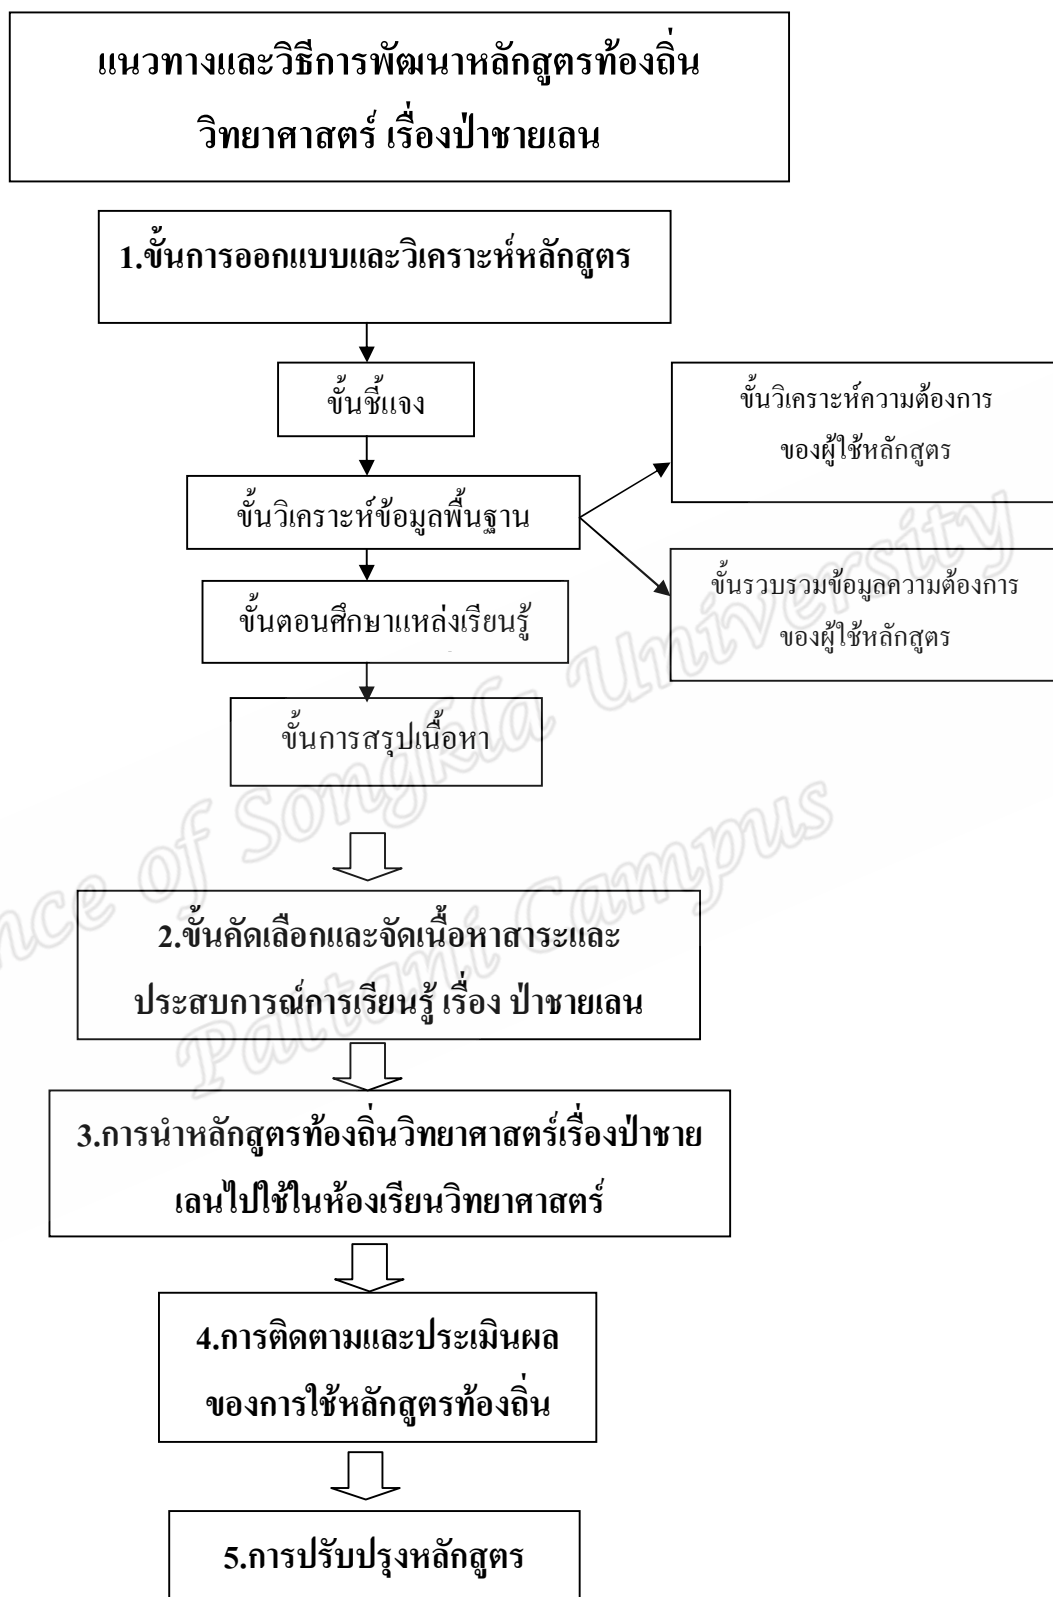 แนวทางและวิธีการพัฒนาหลักสูตรท้องถิ่น
วิทยาศาสตร์ เรื่องป่าชายเลน
1.ขั้นการออกแบบและวิเคราะห์หลักสูตร
ขั้นชี้แจง
ขั้นวิเคราะห์ความต้องการ
ของผู้ใช้หลักสูตร
ขั้นวิเคราะห์ข้อมูลพื้นฐาน
ขั้นรวบรวมข้อมูลความต้องการ
ของผู้ใช้หลักสูตร
ขั้นตอนศึกษาแหล่งเรียนรู้
ขั้นการสรุปเนื้อหา
2.ขั้นคัดเลือกและจัดเนื้อหาสาระและ
ประสบการณ์การเรียนรู้ เรื่อง ป่าชายเลน
3.การนำหลักสูตรท้องถิ่นวิทยาศาสตร์เรื่องป่าชาย
เลนไปใช้ในห้องเรียนวิทยาศาสตร์
4.การติดตามและประเมินผล
ของการใช้หลักสูตรท้องถิ่น
5.การปรับปรุงหลักสูตร
nce of Songkla University
Pattani Campus